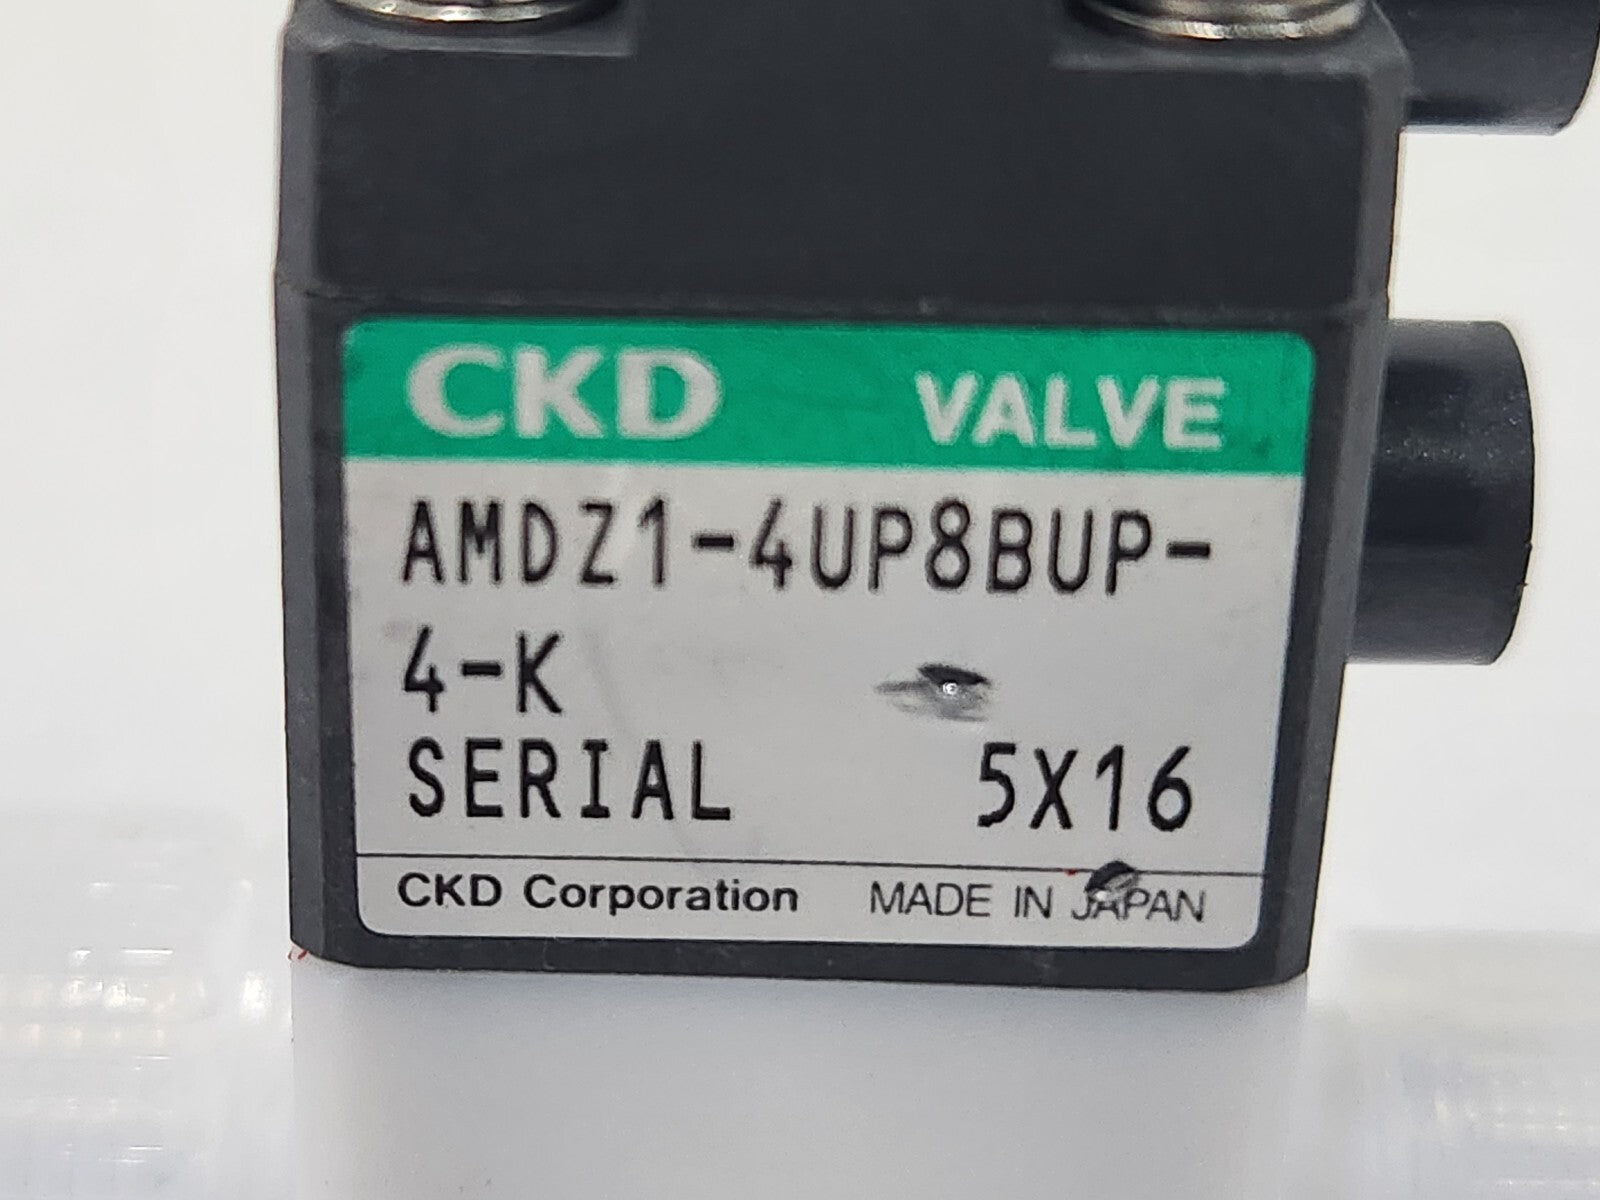 CKD VALVE
AMDZ1-4UP8BUP-
4-K
SERIAL 5X16
CKD Corporation MADE IN JAPAN